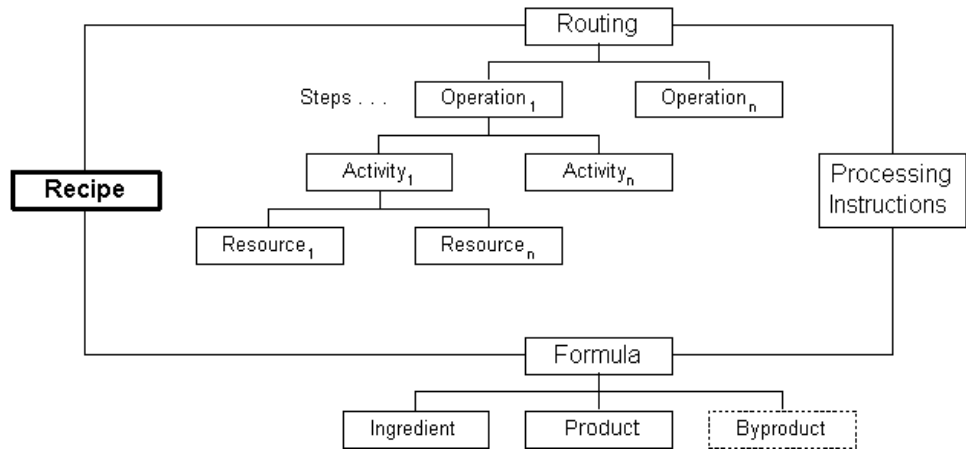 Routing
Steps . . .
Operation1
Operationn
Activity1
Activityn
Recipe
Processing
Instructions
Resource1
Resourcen
Formula
Ingredient
Product
Byproduct